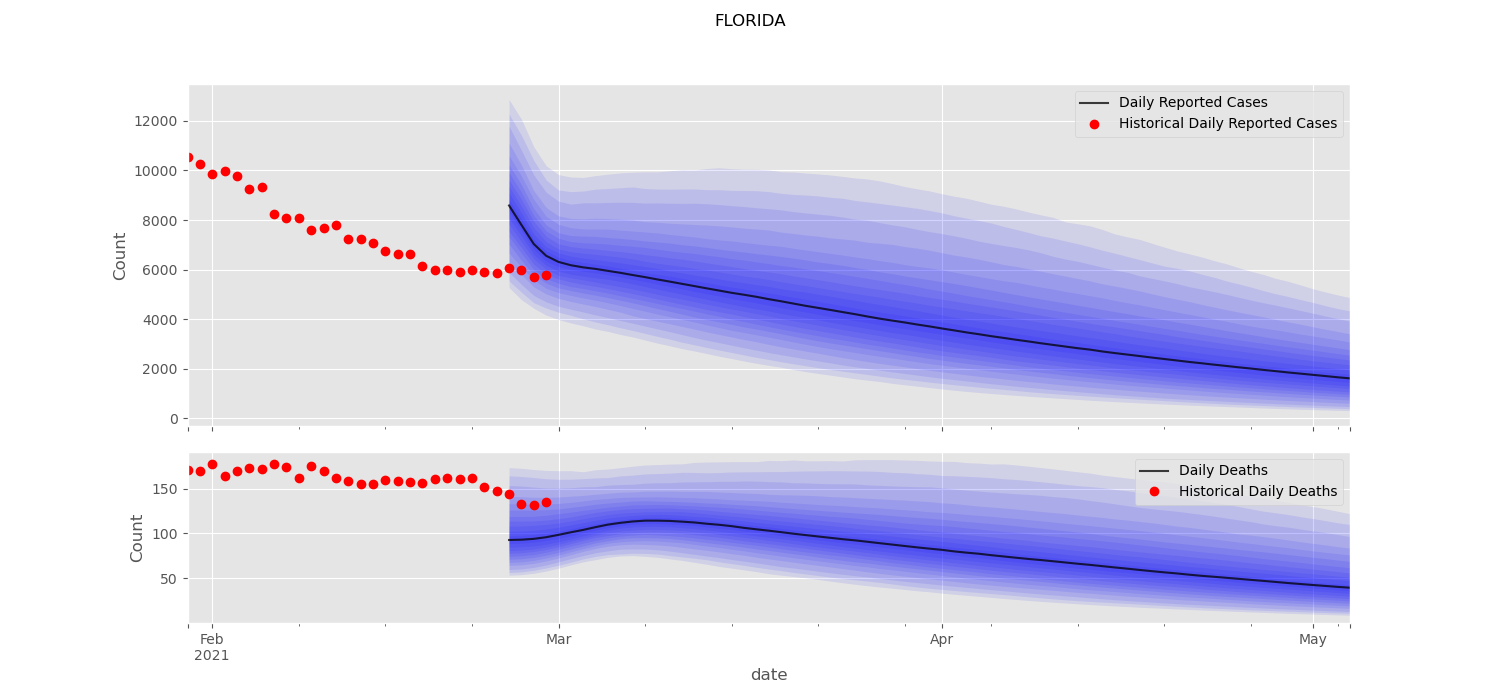 FLORIDA
Daily Reported Cases
Historical Daily Reported Cases
12000
10000
8000
6000
4000
2000
0
Count
Daily Deaths
Historical Daily Deaths
150
100
50
Count
Feb Mar Apr May
2021
date